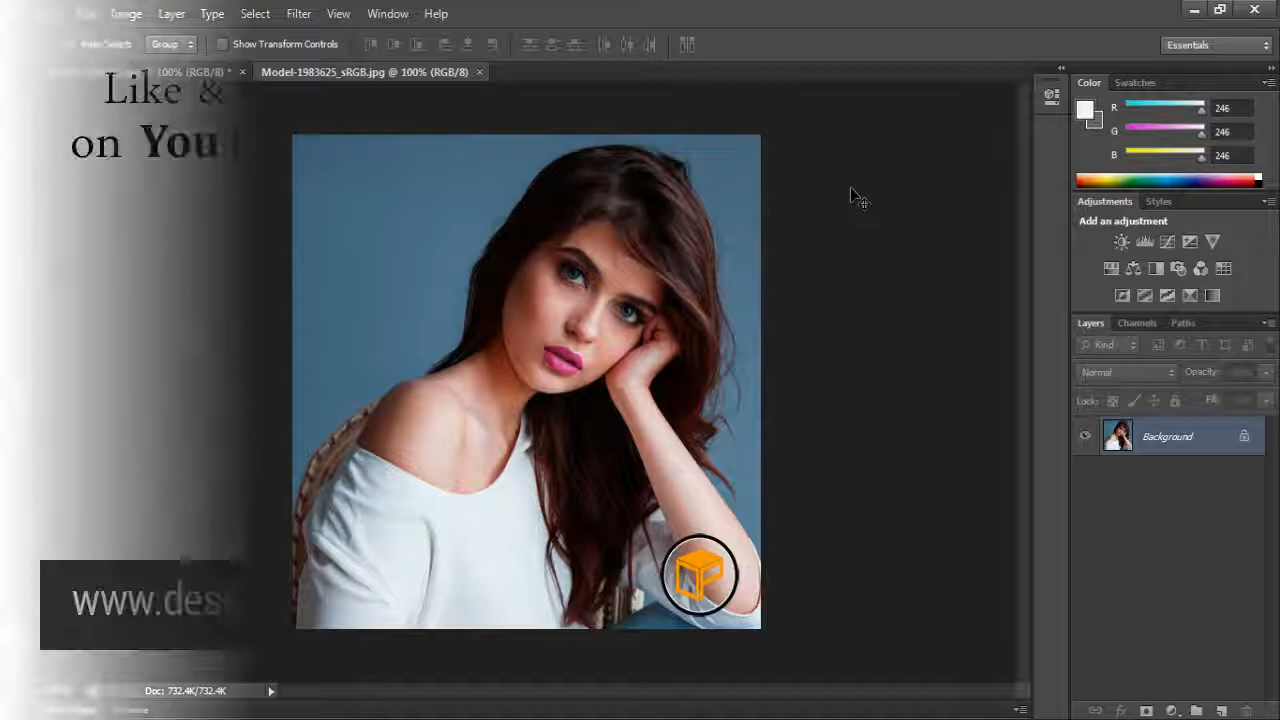 Image Layer Type Select Filter View Window Help
Group Show Transform Controls Essentials
100% (RGB/8) * × Model-1983625_sRGB.jpg @ 100% (RGB/8) ×
Like &
on You
Color Swatches
R 246
G 246
B 246
Adjustments Styles
Add an adjustment
Layers Channels Paths
Kind
Normal Opacity:
Lock: Fill:
Background
www.des
Doc: 732.4K/732.4K